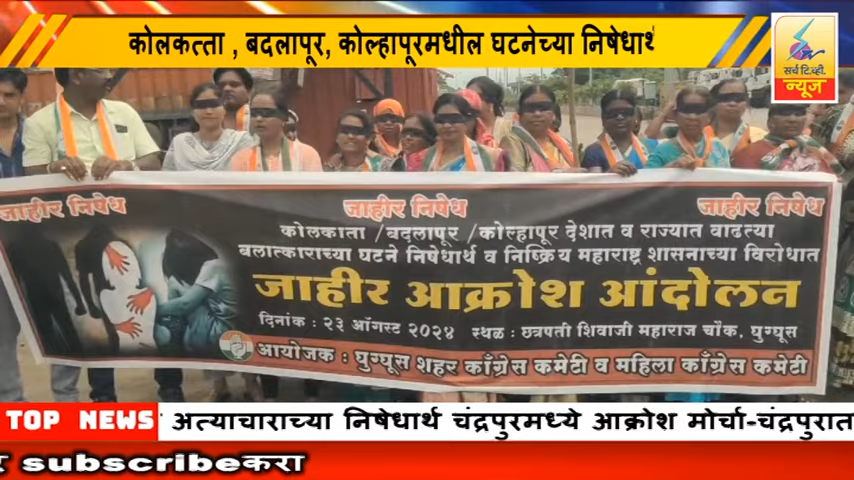 कोलकत्ता , बदलापूर, कोल्हापूरमधील घटनेच्या निषेधार्थ
सर्च टि.व्ही.
न्यूज
जाहीर निषेध
जाहीर निषेध
जाहीर निषेध
कोलकाता /बदलापूर /कोल्हापूर देशात व राज्यात वाढत्या
बलात्काराच्या घटने निषेधार्थ व निष्क्रिय महाराष्ट्र शासनाच्या विरोधात
जाहीर आक्रोश आंदोलन
दिनांक : २३ ऑगस्ट २०२४ स्थळ : छत्रपती शिवाजी महाराज चौक, घुग्घूस
आयोजक : घुग्घूस शहर काँग्रेस कमेटी व महिला काँग्रेस कमेटी
TOP NEWS
अत्याचाराच्या निषेधार्थ चंद्रपुरमध्ये आक्रोश मोर्चा-चंद्रपुरात
subscribeकरा